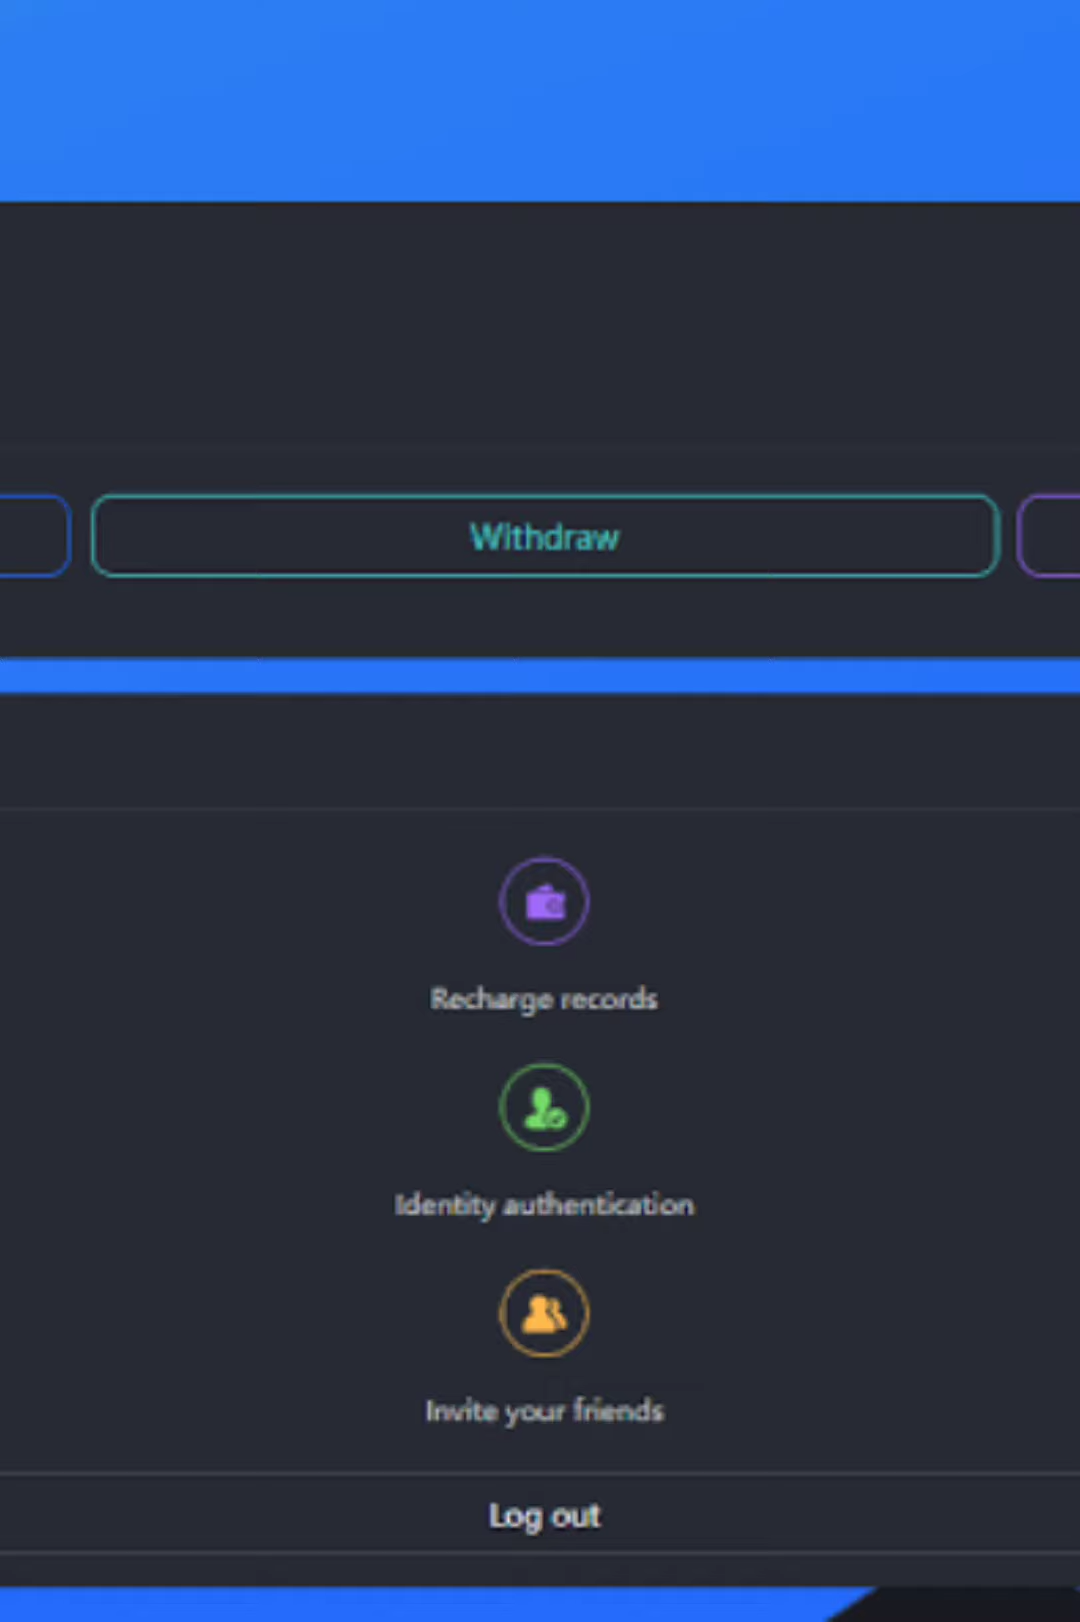 Withdraw
Recharge records
Identity authentication
Invite your friends
Log out